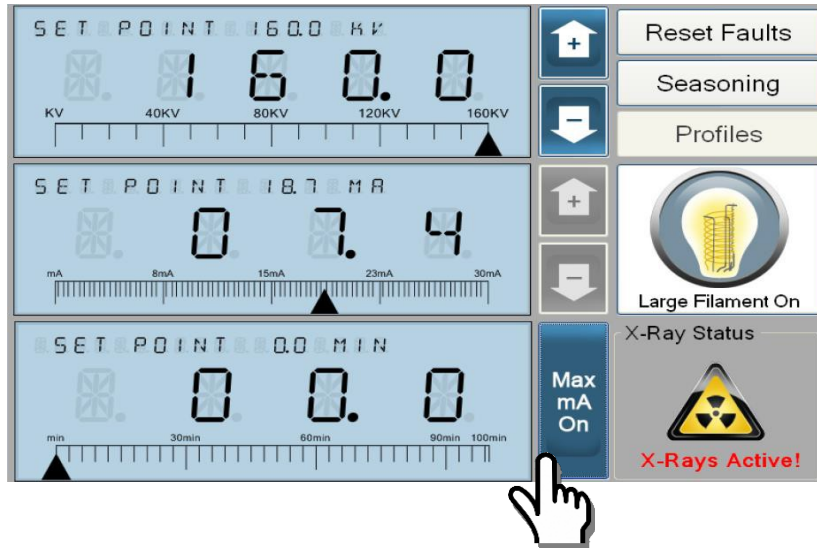 SET POINT 160.0 KV
160.0
KV 40KV 80KV 120KV 160KV
SET POINT 18.7 MA
07.4
mA 8mA 15mA 23mA 30mA
SET POINT 0.0 MIN
00.0
min 30min 60min 90min 100min
+
−
+
−
Max
mA
On
Reset Faults
Seasoning
Profiles
Large Filament On
X-Ray Status
X-Rays Active!